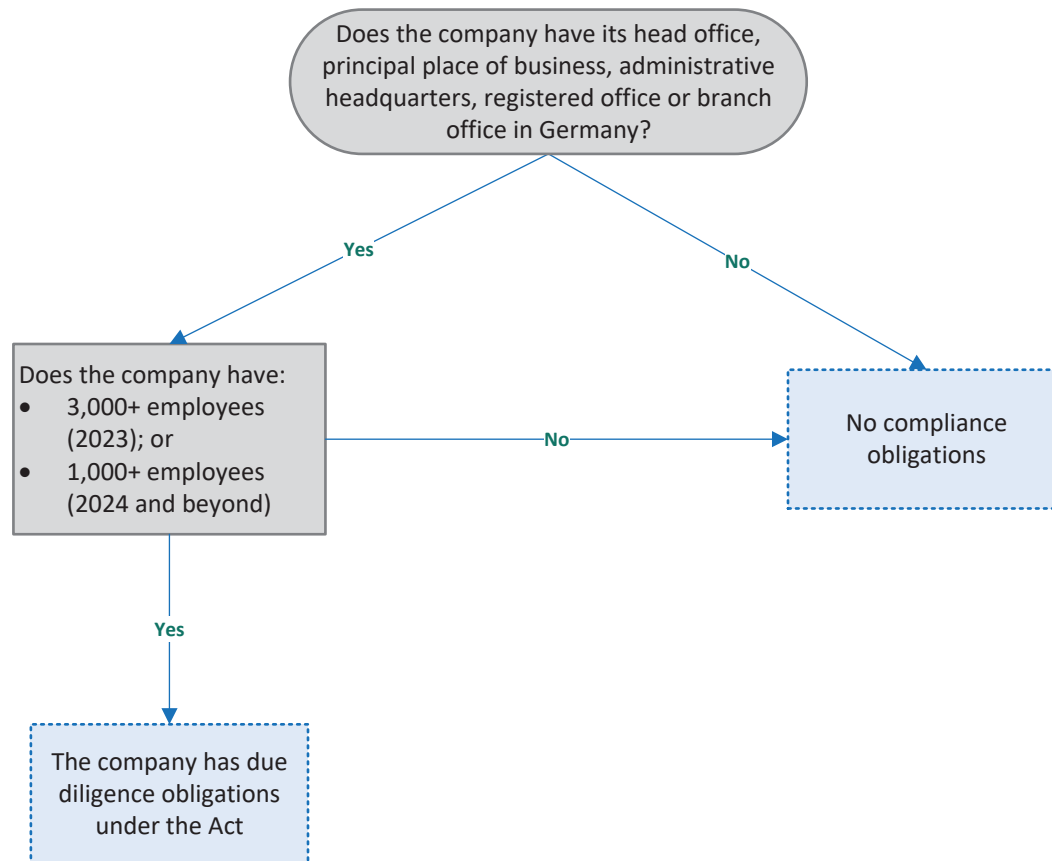 Does the company have its head office,
principal place of business, administrative
headquarters, registered office or branch
office in Germany?
Yes
No
Does the company have:
• 3,000+ employees
(2023); or
• 1,000+ employees
(2024 and beyond)
No
No compliance
obligations
Yes
The company has due
diligence obligations
under the Act